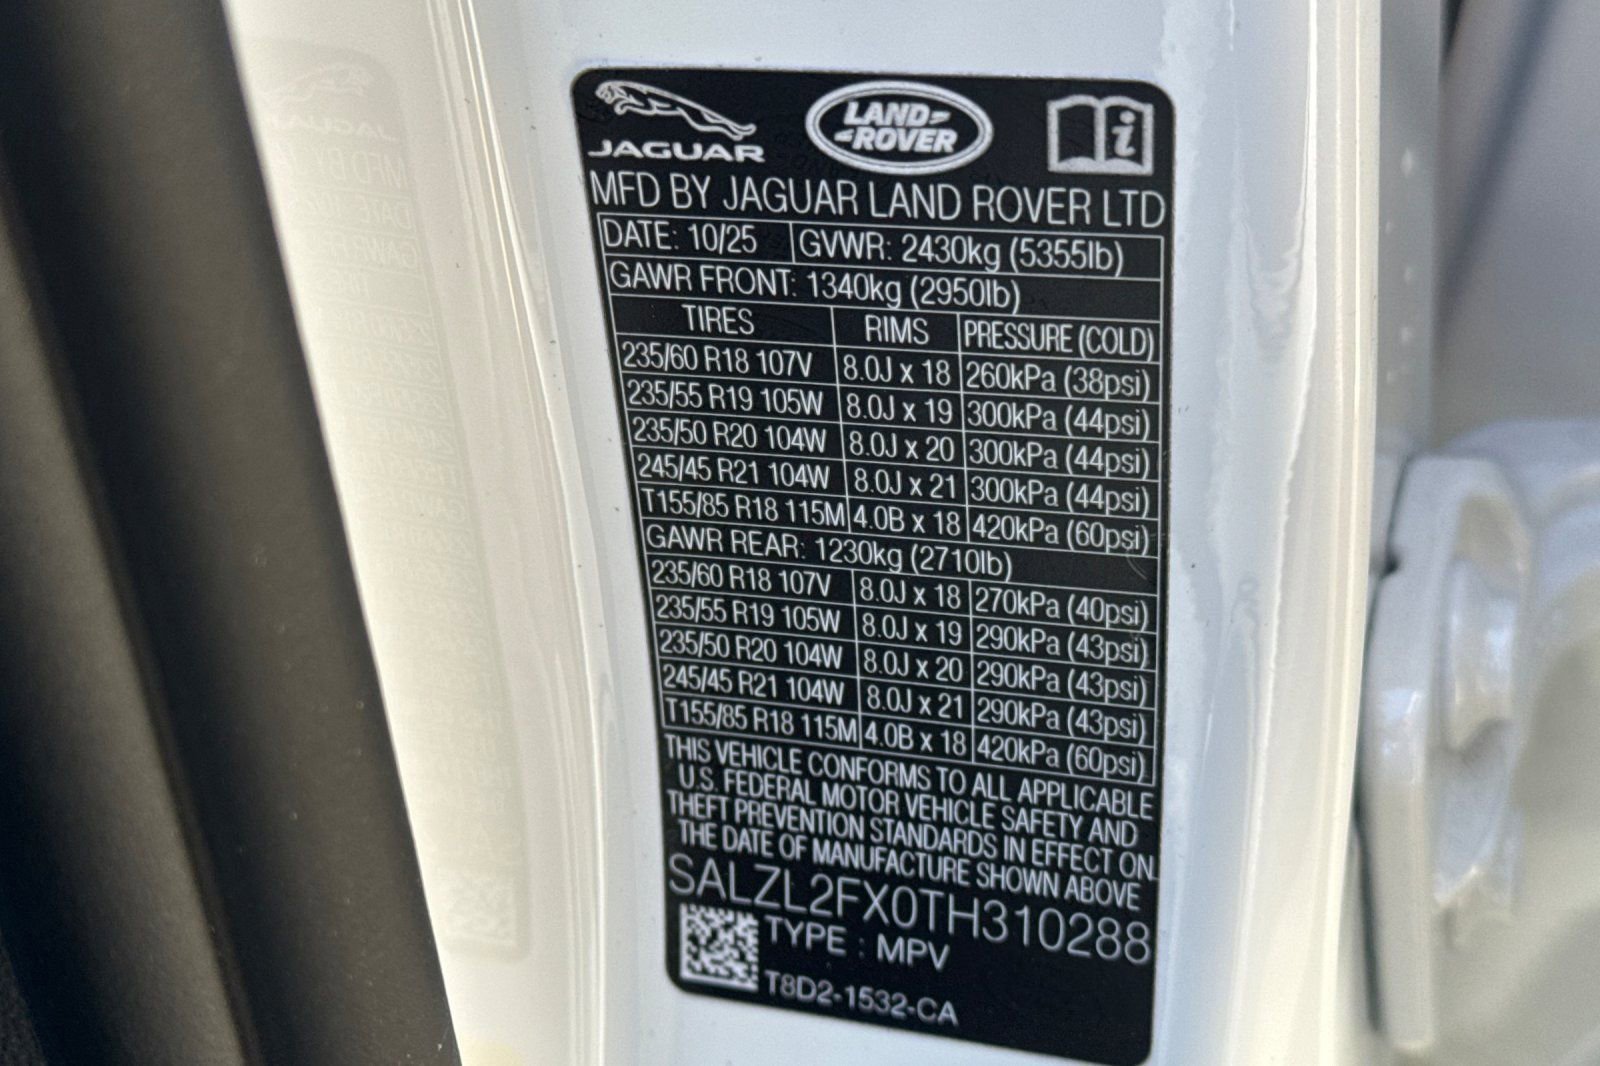 JAGUAR
LAND-
-ROVER
i
MFD BY JAGUAR LAND ROVER LTD
DATE: 10/25 GVWR: 2430kg (5355lb)
GAWR FRONT: 1340kg (2950lb)
TIRES RIMS PRESSURE (COLD)
235/60 R18 107V 8.0J x 18 260kPa (38psi)
235/55 R19 105W 8.0J x 19 300kPa (44psi)
235/50 R20 104W 8.0J x 20 300kPa (44psi)
245/45 R21 104W 8.0J x 21 300kPa (44psi)
T155/85 R18 115M 4.0B x 18 420kPa (60psi)
GAWR REAR: 1230kg (2710lb)
235/60 R18 107V 8.0J x 18 270kPa (40psi)
235/55 R19 105W 8.0J x 19 290kPa (43psi)
235/50 R20 104W 8.0J x 20 290kPa (43psi)
245/45 R21 104W 8.0J x 21 290kPa (43psi)
T155/85 R18 115M 4.0B x 18 420kPa (60psi)
THIS VEHICLE CONFORMS TO ALL APPLICABLE
U.S. FEDERAL MOTOR VEHICLE SAFETY AND
THEFT PREVENTION STANDARDS IN EFFECT ON
THE DATE OF MANUFACTURE SHOWN ABOVE
SALZL2FX0TH310288
TYPE : MPV
T8D2-1532-CA